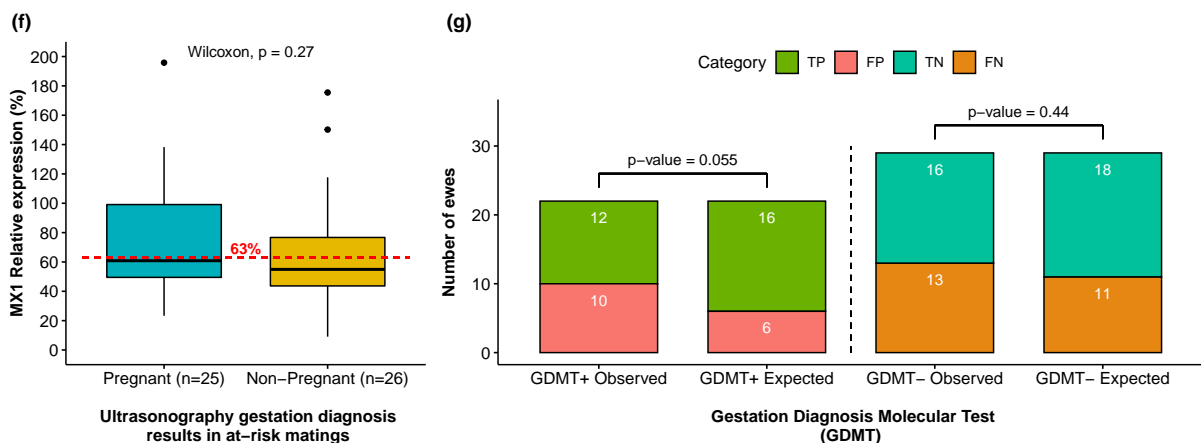 (f)
Wilcoxon, p = 0.27
MX1 Relative expression (%)
200
180
160
140
120
100
80
60
40
20
0
63%
Pregnant (n=25)
Non−Pregnant (n=26)
Ultrasonography gestation diagnosis
results in at−risk matings
(g)
Category TP FP TN FN
Number of ewes
30
20
10
0
p−value = 0.055
p−value = 0.44
12
10
16
6
16
13
18
11
GDMT+ Observed
GDMT+ Expected
GDMT− Observed
GDMT− Expected
Gestation Diagnosis Molecular Test
(GDMT)